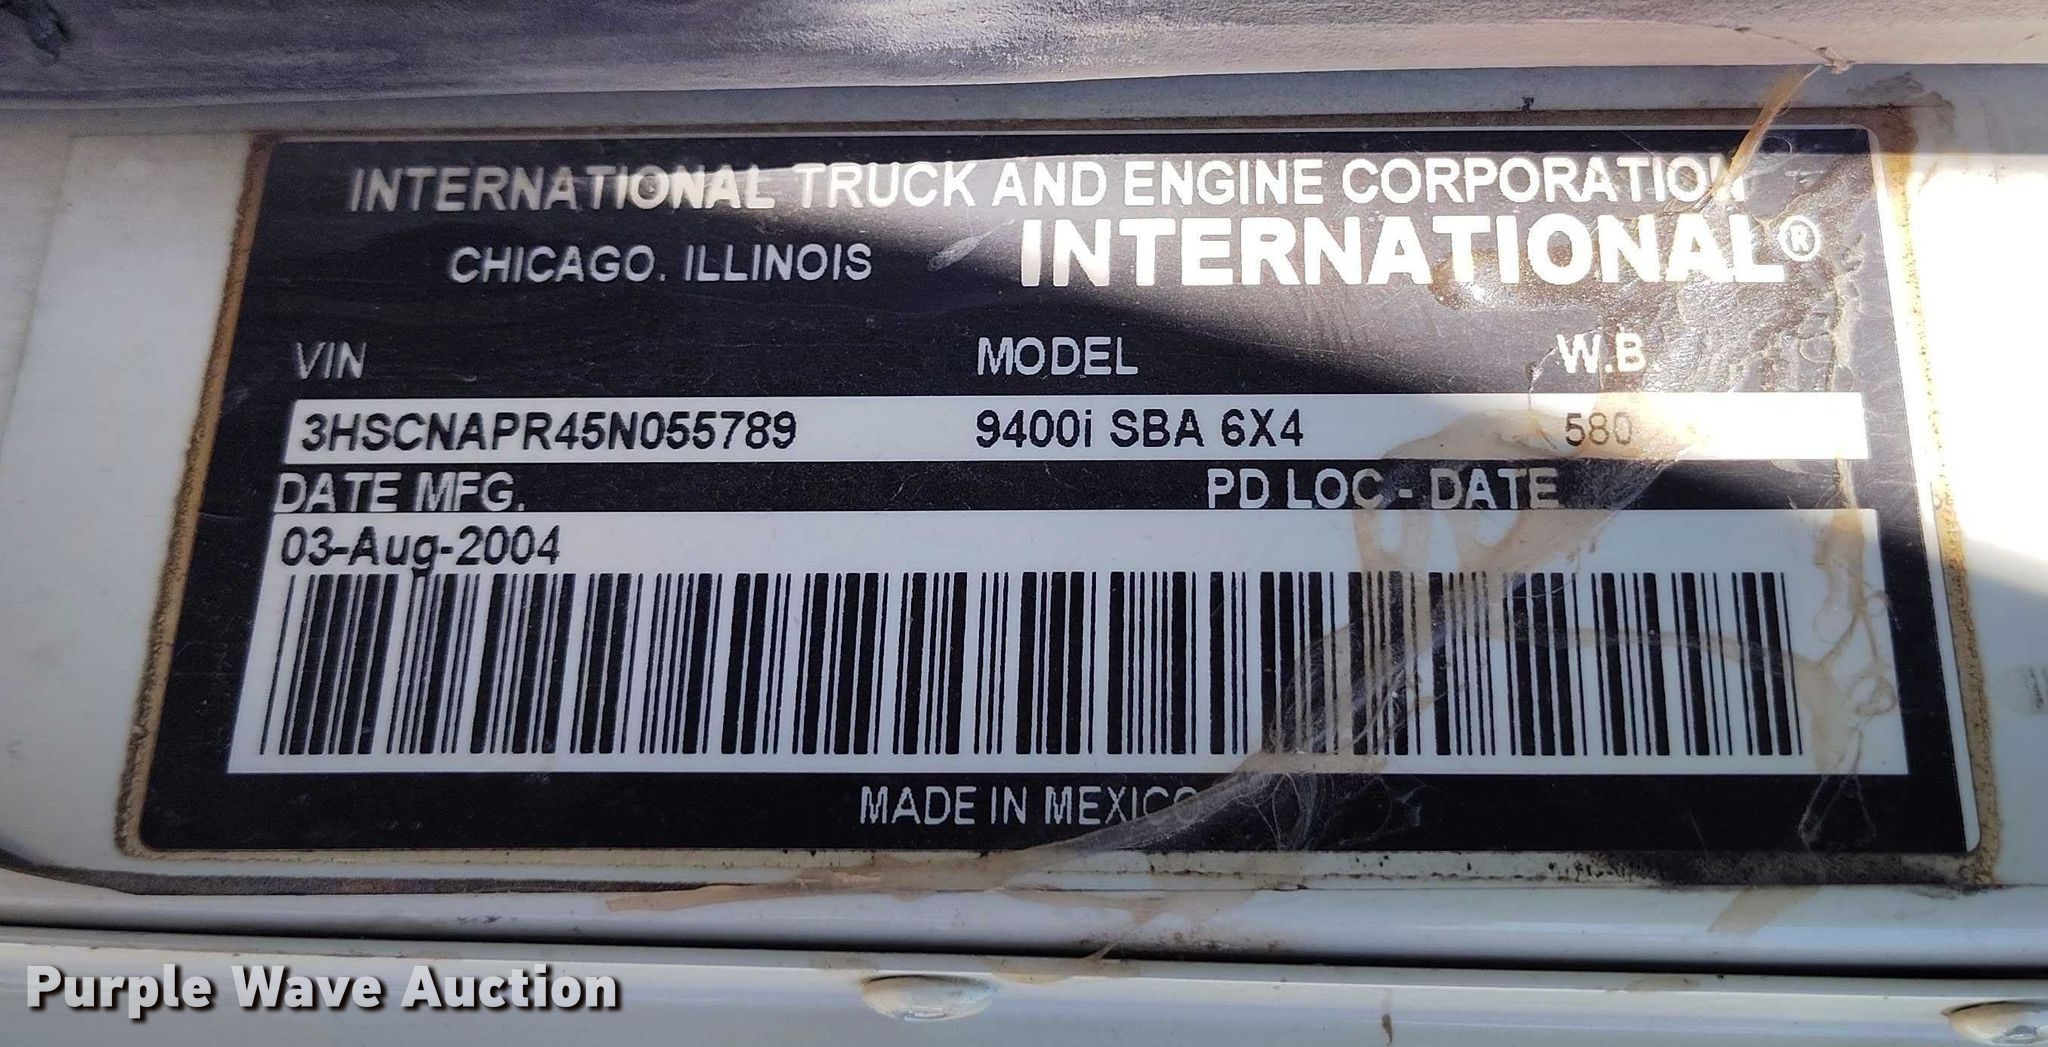 INTERNATIONAL TRUCK AND ENGINE CORPORATION
CHICAGO, ILLINOIS INTERNATIONAL®
VIN MODEL W.B.
3HSCNAPR45N055789 9400i SBA 6X4 580
DATE MFG. PD LOC - DATE
03-Aug-2004
MADE IN MEXICO
Purple Wave Auction